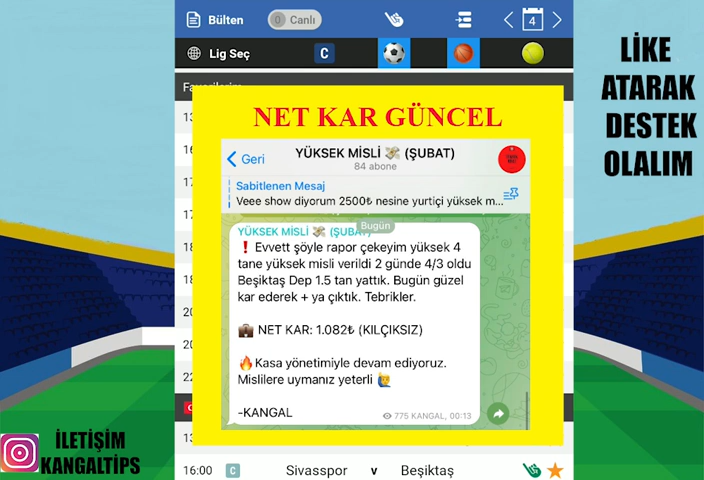 Bülten
0 Canlı
4
Lig Seç
C
NET KAR GÜNCEL
Geri
YÜKSEK MİSLİ 💸 (ŞUBAT)
84 abone
Sabitlenen Mesaj
Veee show diyorum 2500₺ nesine yurtiçi yüksek m...
Bugün
YÜKSEK MİSLİ 💸 (ŞUBAT)
❗ Evvett şöyle rapor çekeyim yüksek 4
tane yüksek misli verildi 2 günde 4/3 oldu
Beşiktaş Dep 1.5 tan yattık. Bugün güzel
kar ederek + ya çıktık. Tebrikler.
💼 NET KAR: 1.082₺ (KILÇIKSIZ)
🔥Kasa yönetimiyle devam ediyoruz.
Mislilere uymanız yeterli 🙋‍♂️
-KANGAL
775 KANGAL, 00:13
16:00 C Sivasspor v Beşiktaş
LİKE
ATARAK
DESTEK
OLALIM
İLETİŞİM
KANGALTİPS